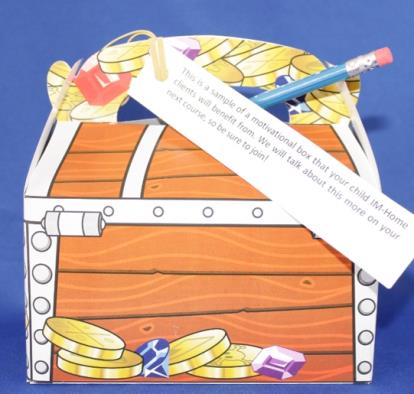 This is a sample of a motivational box that your child IM-Home
clients will benefit from. We will talk about this more on your
next course, so be sure to join!